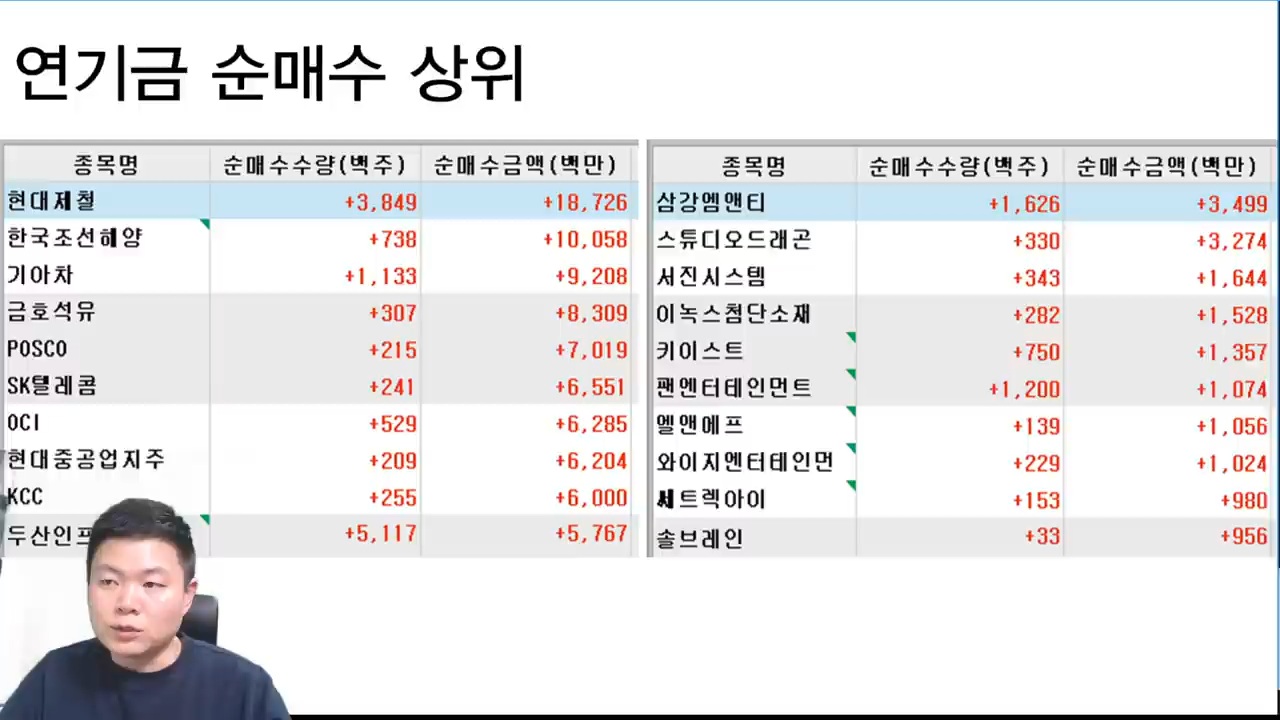 연기금 순매수 상위
종목명 순매수수량(백주) 순매수금액(백만)
현대제철 +3,849 +18,726
한국조선해양 +738 +10,058
기아차 +1,133 +9,208
금호석유 +307 +8,309
POSCO +215 +7,019
SK텔레콤 +241 +6,551
OCI +529 +6,285
현대중공업지주 +209 +6,204
KCC +255 +6,000
두산인프 +5,117 +5,767
종목명 순매수수량(백주) 순매수금액(백만)
삼강엠앤티 +1,626 +3,499
스튜디오드래곤 +330 +3,274
서진시스템 +343 +1,644
이녹스첨단소재 +282 +1,528
키이스트 +750 +1,357
팬엔터테인먼트 +1,200 +1,074
엘앤에프 +139 +1,056
와이지엔터테인먼 +229 +1,024
쎄트렉아이 +153 +980
솔브레인 +33 +956